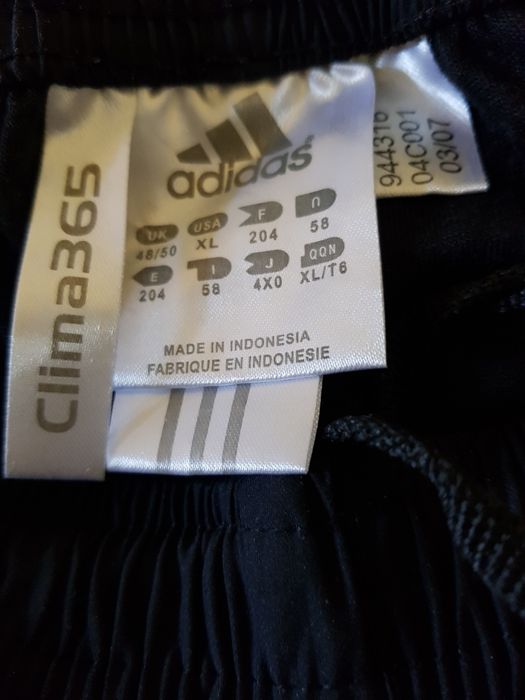 Clima365
adidas
UK USA F D
48/50 XL 204 58
E I J QQN
204 58 4X0 XL/T6
MADE IN INDONESIA
FABRIQUE EN INDONESIE
944316
04C001
03/07